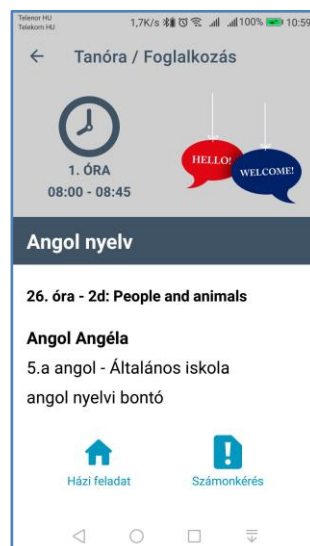 Telenor HU
Telekom HU
1,7K/s 100% 10:59
Tanóra / Foglalkozás
1. ÓRA
08:00 - 08:45
HELLO!
WELCOME!
Angol nyelv
26. óra - 2d: People and animals
Angol Angéla
5.a angol - Általános iskola
angol nyelvi bontó
Házi feladat
Számonkérés